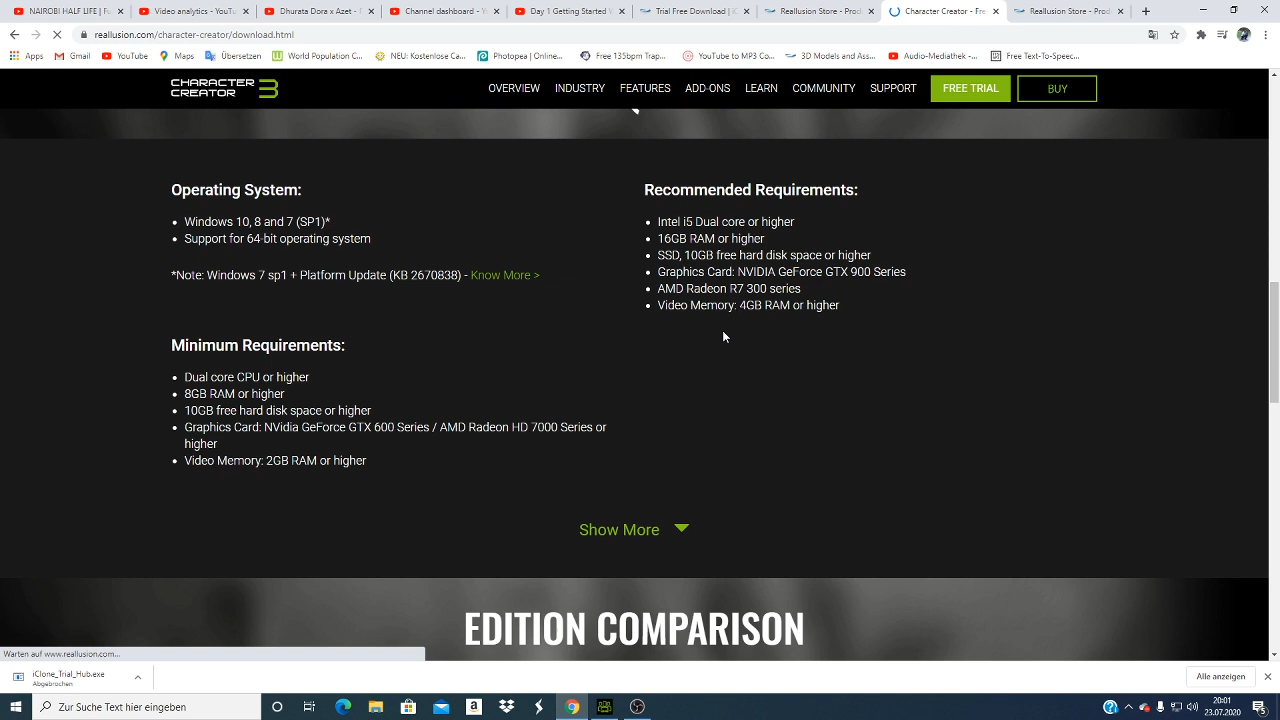 NAIROBI HALF LIFE | Fu
Video analytics - YouTu
Dhurata Dora x Azet -
Channel dashboard - Y
Day 1 Getting Started
Trial Free Download |
Reallusion Store - Prod
Character Creator - Fre
Reallusion Store - Prod
reallusion.com/character-creator/download.html
Apps
Gmail
YouTube
Maps
Übersetzen
World Population C...
NEU: Kostenlose Ca...
Photopea | Online...
Free 135bpm Trap...
YouTube to MP3 Co...
3D Models and Ass...
Audio-Mediathek -...
Free Text-To-Speec...
CHARACTER
CREATOR 3
OVERVIEW
INDUSTRY
FEATURES
ADD-ONS
LEARN
COMMUNITY
SUPPORT
FREE TRIAL
BUY
Operating System:
• Windows 10, 8 and 7 (SP1)*
• Support for 64-bit operating system
*Note: Windows 7 sp1 + Platform Update (KB 2670838) - Know More >
Minimum Requirements:
• Dual core CPU or higher
• 8GB RAM or higher
• 10GB free hard disk space or higher
• Graphics Card: NVidia GeForce GTX 600 Series / AMD Radeon HD 7000 Series or
higher
• Video Memory: 2GB RAM or higher
Recommended Requirements:
• Intel i5 Dual core or higher
• 16GB RAM or higher
• SSD, 10GB free hard disk space or higher
• Graphics Card: NVIDIA GeForce GTX 900 Series
• AMD Radeon R7 300 series
• Video Memory: 4GB RAM or higher
Show More
EDITION COMPARISON
Warten auf www.reallusion.com...
iClone_Trial_Hub.exe
Abgebrochen
Alle anzeigen
Zur Suche Text hier eingeben
20:01
23.07.2020